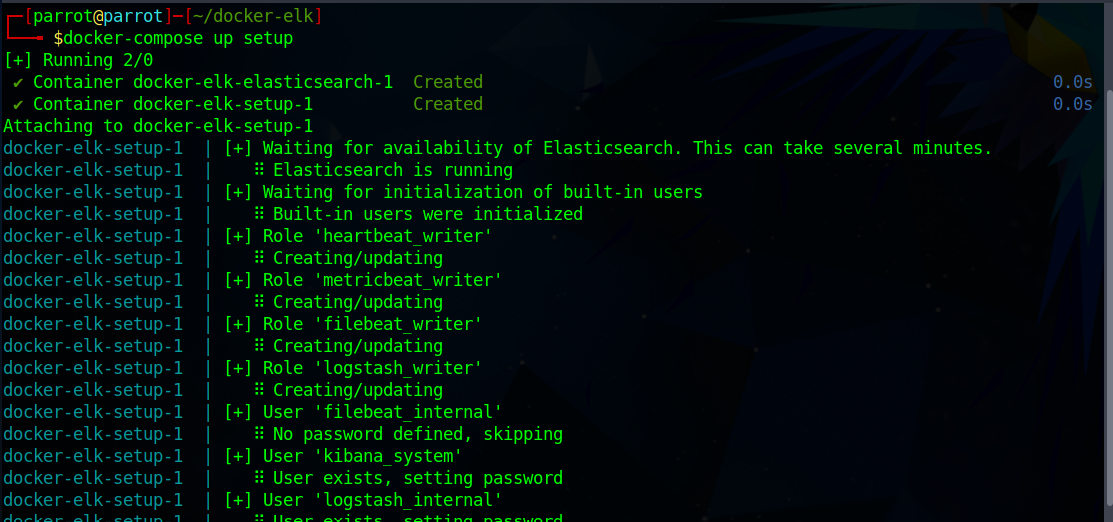 ┌─[parrot@parrot]─[~/docker-elk]
└──╼ $docker-compose up setup
[+] Running 2/0
✔ Container docker-elk-elasticsearch-1  Created  0.0s
✔ Container docker-elk-setup-1  Created  0.0s
Attaching to docker-elk-setup-1
docker-elk-setup-1  | [+] Waiting for availability of Elasticsearch. This can take several minutes.
docker-elk-setup-1  |    ⠿ Elasticsearch is running
docker-elk-setup-1  | [+] Waiting for initialization of built-in users
docker-elk-setup-1  |    ⠿ Built-in users were initialized
docker-elk-setup-1  | [+] Role 'heartbeat_writer'
docker-elk-setup-1  |    ⠿ Creating/updating
docker-elk-setup-1  | [+] Role 'metricbeat_writer'
docker-elk-setup-1  |    ⠿ Creating/updating
docker-elk-setup-1  | [+] Role 'filebeat_writer'
docker-elk-setup-1  |    ⠿ Creating/updating
docker-elk-setup-1  | [+] Role 'logstash_writer'
docker-elk-setup-1  |    ⠿ Creating/updating
docker-elk-setup-1  | [+] User 'filebeat_internal'
docker-elk-setup-1  |    ⠿ No password defined, skipping
docker-elk-setup-1  | [+] User 'kibana_system'
docker-elk-setup-1  |    ⠿ User exists, setting password
docker-elk-setup-1  | [+] User 'logstash_internal'
docker-elk-setup-1  |    ⠿ User exists, setting password